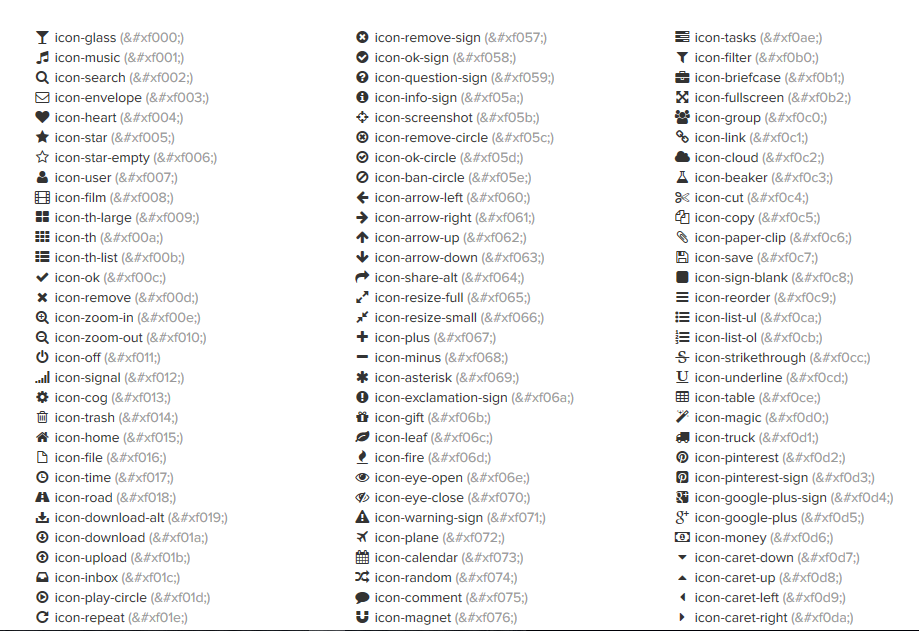 icon-glass (&#xf000;)
icon-music (&#xf001;)
icon-search (&#xf002;)
icon-envelope (&#xf003;)
icon-heart (&#xf004;)
icon-star (&#xf005;)
icon-star-empty (&#xf006;)
icon-user (&#xf007;)
icon-film (&#xf008;)
icon-th-large (&#xf009;)
icon-th (&#xf00a;)
icon-th-list (&#xf00b;)
icon-ok (&#xf00c;)
icon-remove (&#xf00d;)
icon-zoom-in (&#xf00e;)
icon-zoom-out (&#xf010;)
icon-off (&#xf011;)
icon-signal (&#xf012;)
icon-cog (&#xf013;)
icon-trash (&#xf014;)
icon-home (&#xf015;)
icon-file (&#xf016;)
icon-time (&#xf017;)
icon-road (&#xf018;)
icon-download-alt (&#xf019;)
icon-download (&#xf01a;)
icon-upload (&#xf01b;)
icon-inbox (&#xf01c;)
icon-play-circle (&#xf01d;)
icon-repeat (&#xf01e;)
icon-remove-sign (&#xf057;)
icon-ok-sign (&#xf058;)
icon-question-sign (&#xf059;)
icon-info-sign (&#xf05a;)
icon-screenshot (&#xf05b;)
icon-remove-circle (&#xf05c;)
icon-ok-circle (&#xf05d;)
icon-ban-circle (&#xf05e;)
icon-arrow-left (&#xf060;)
icon-arrow-right (&#xf061;)
icon-arrow-up (&#xf062;)
icon-arrow-down (&#xf063;)
icon-share-alt (&#xf064;)
icon-resize-full (&#xf065;)
icon-resize-small (&#xf066;)
icon-plus (&#xf067;)
icon-minus (&#xf068;)
icon-asterisk (&#xf069;)
icon-exclamation-sign (&#xf06a;)
icon-gift (&#xf06b;)
icon-leaf (&#xf06c;)
icon-fire (&#xf06d;)
icon-eye-open (&#xf06e;)
icon-eye-close (&#xf070;)
icon-warning-sign (&#xf071;)
icon-plane (&#xf072;)
icon-calendar (&#xf073;)
icon-random (&#xf074;)
icon-comment (&#xf075;)
icon-magnet (&#xf076;)
icon-tasks (&#xf0ae;)
icon-filter (&#xf0b0;)
icon-briefcase (&#xf0b1;)
icon-fullscreen (&#xf0b2;)
icon-group (&#xf0c0;)
icon-link (&#xf0c1;)
icon-cloud (&#xf0c2;)
icon-beaker (&#xf0c3;)
icon-cut (&#xf0c4;)
icon-copy (&#xf0c5;)
icon-paper-clip (&#xf0c6;)
icon-save (&#xf0c7;)
icon-sign-blank (&#xf0c8;)
icon-reorder (&#xf0c9;)
icon-list-ul (&#xf0ca;)
icon-list-ol (&#xf0cb;)
icon-strikethrough (&#xf0cc;)
icon-underline (&#xf0cd;)
icon-table (&#xf0ce;)
icon-magic (&#xf0d0;)
icon-truck (&#xf0d1;)
icon-pinterest (&#xf0d2;)
icon-pinterest-sign (&#xf0d3;)
icon-google-plus-sign (&#xf0d4;)
icon-google-plus (&#xf0d5;)
icon-money (&#xf0d6;)
icon-caret-down (&#xf0d7;)
icon-caret-up (&#xf0d8;)
icon-caret-left (&#xf0d9;)
icon-caret-right (&#xf0da;)